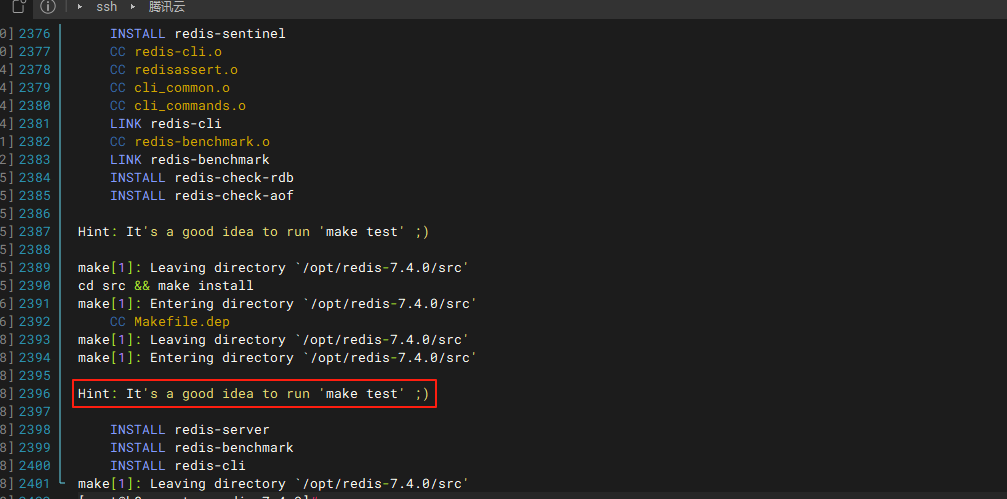 ssh 腾讯云
0] 2376 INSTALL redis-sentinel
0] 2377 CC redis-cli.o
4] 2378 CC redisassert.o
4] 2379 CC cli_common.o
4] 2380 CC cli_commands.o
4] 2381 LINK redis-cli
1] 2382 CC redis-benchmark.o
2] 2383 LINK redis-benchmark
5] 2384 INSTALL redis-check-rdb
5] 2385 INSTALL redis-check-aof
5] 2386
5] 2387 Hint: It's a good idea to run 'make test' ;)
5] 2388
5] 2389 make[1]: Leaving directory `/opt/redis-7.4.0/src'
5] 2390 cd src && make install
6] 2391 make[1]: Entering directory `/opt/redis-7.4.0/src'
6] 2392 CC Makefile.dep
8] 2393 make[1]: Leaving directory `/opt/redis-7.4.0/src'
8] 2394 make[1]: Entering directory `/opt/redis-7.4.0/src'
8] 2395
8] 2396 Hint: It's a good idea to run 'make test' ;)
8] 2397
8] 2398 INSTALL redis-server
8] 2399 INSTALL redis-benchmark
8] 2400 INSTALL redis-cli
8] 2401 make[1]: Leaving directory `/opt/redis-7.4.0/src'